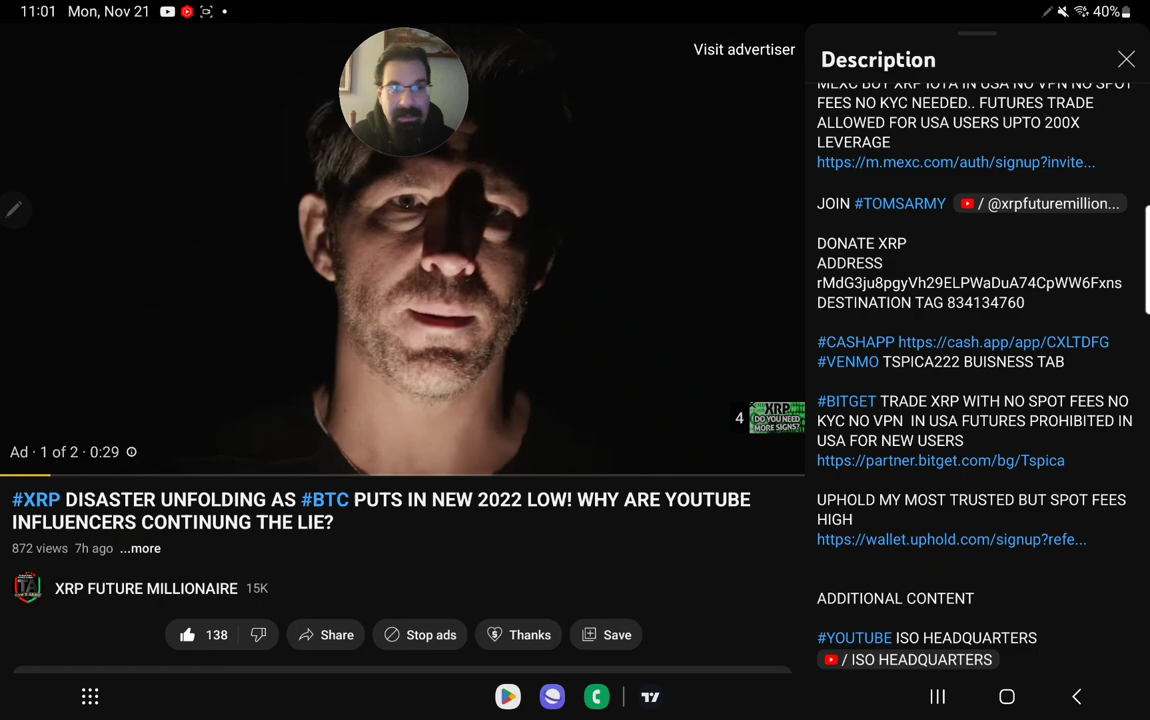 11:01 Mon, Nov 21
40%
Visit advertiser
Ad · 1 of 2 · 0:29
4
XRP
DO YOU NEED
MORE SIGNS?
#XRP DISASTER UNFOLDING AS #BTC PUTS IN NEW 2022 LOW! WHY ARE YOUTUBE
INFLUENCERS CONTINUNG THE LIE?
872 views 7h ago ...more
XRP FUTURE MILLIONAIRE 15K
138
Share
Stop ads
Thanks
Save
Description
MEXC BUY XRP IOTA IN USA NO VPN NO SPOT
FEES NO KYC NEEDED.. FUTURES TRADE
ALLOWED FOR USA USERS UPTO 200X
LEVERAGE
https://m.mexc.com/auth/signup?invite...
JOIN #TOMSARMY / @xrpfuturemillion...
DONATE XRP
ADDRESS
rMdG3ju8pgyVh29ELPWaDuA74CpWW6Fxns
DESTINATION TAG 834134760
#CASHAPP https://cash.app/app/CXLTDFG
#VENMO TSPICA222 BUISNESS TAB
#BITGET TRADE XRP WITH NO SPOT FEES NO
KYC NO VPN IN USA FUTURES PROHIBITED IN
USA FOR NEW USERS
https://partner.bitget.com/bg/Tspica
UPHOLD MY MOST TRUSTED BUT SPOT FEES
HIGH
https://wallet.uphold.com/signup?refe...
ADDITIONAL CONTENT
#YOUTUBE ISO HEADQUARTERS
/ ISO HEADQUARTERS